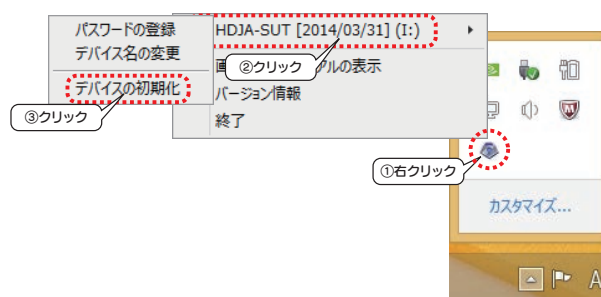 パスワードの登録
デバイス名の変更
デバイスの初期化
③クリック
HDJA-SUT [2014/03/31] (I:)
②クリック
アルの表示
バージョン情報
終了
①右クリック
カスタマイズ...
A